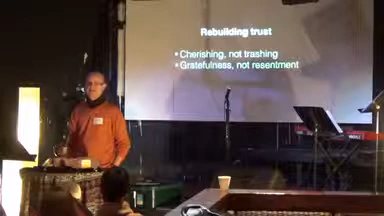 Rebuilding trust
• Cherishing, not trashing
• Gratefulness, not resentment